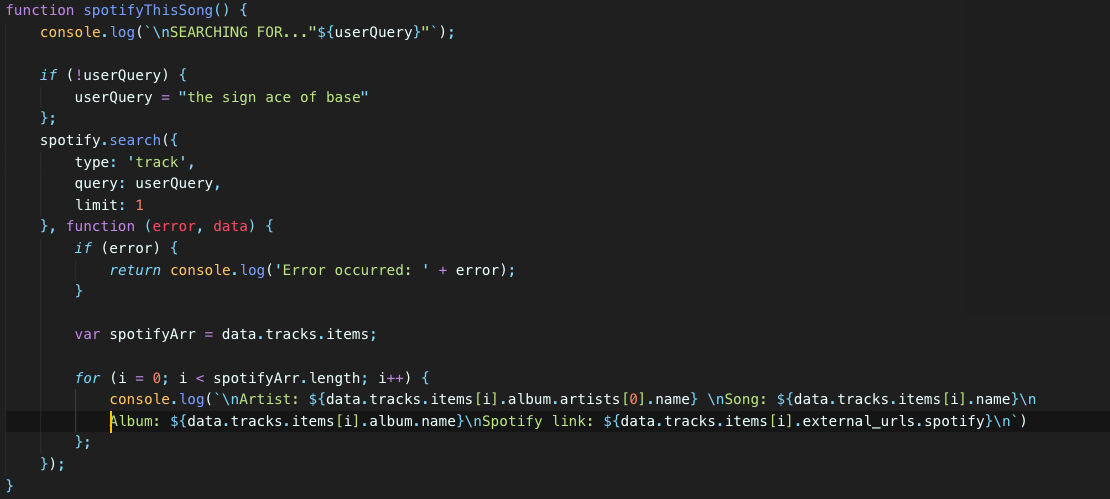 function spotifyThisSong() {
    console.log(`\nSEARCHING FOR..."${userQuery}"`);

    if (!userQuery) {
        userQuery = "the sign ace of base"
    };
    spotify.search({
        type: 'track',
        query: userQuery,
        limit: 1
    }, function (error, data) {
        if (error) {
            return console.log('Error occurred: ' + error);
        }

        var spotifyArr = data.tracks.items;

        for (i = 0; i < spotifyArr.length; i++) {
            console.log(`\nArtist: ${data.tracks.items[i].album.artists[0].name} \nSong: ${data.tracks.items[i].name}\n
            Album: ${data.tracks.items[i].album.name}\nSpotify link: ${data.tracks.items[i].external_urls.spotify}\n`)
        };
    });
}